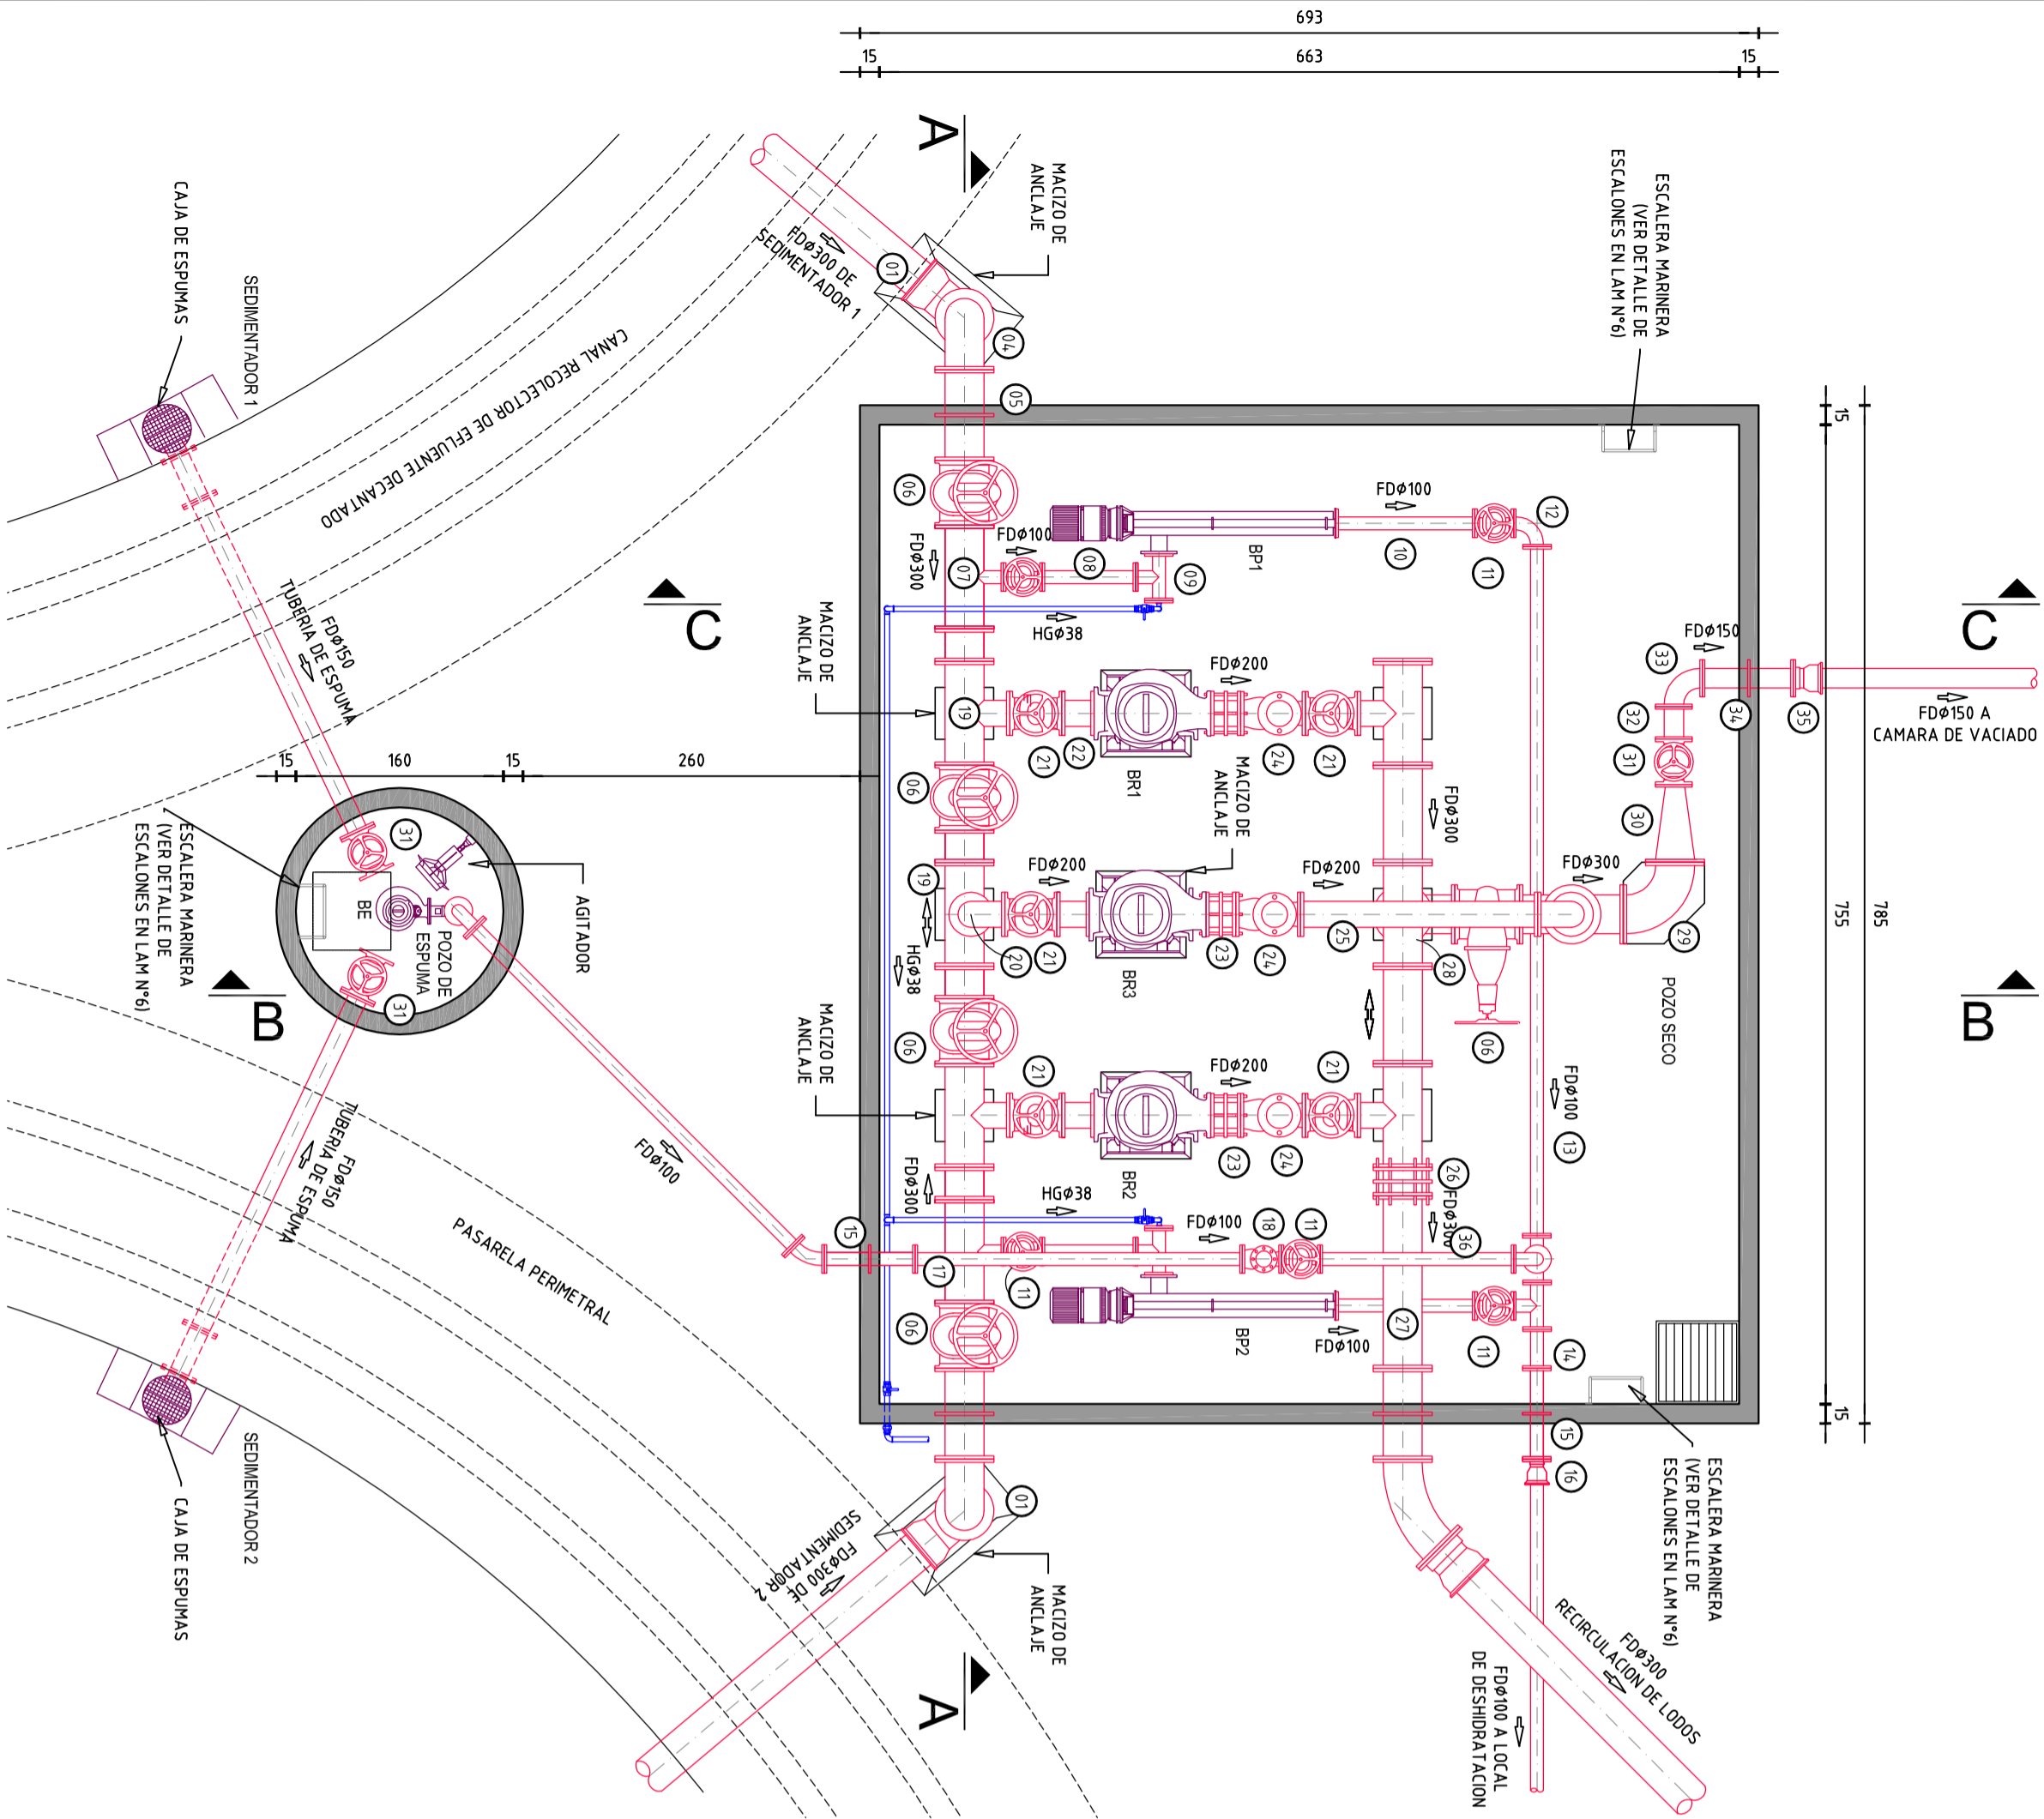 693
15
663
15
A
MACIZO DE
ANCLAJE
ESCALERA MARINERA
(VER DETALLE DE
ESCALONES EN LAM N°6)
CAJA DE ESPUMAS
SEDIMENTADOR 1
FDØ300 DE
SEDIMENTADOR 1
01
04
05
CANAL RECOLECTOR DE EFLUENTE DECANTADO
15
785
755
15
06
FDØ100
FDØ300
07
08
09
BP1
FDØ100
10
11
12
HGØ38
C
C
FDØ150
33
34
35
FDØ150 A
CAMARA DE VACIADO
32
31
30
FDØ150
TUBERIA DE ESPUMA
MACIZO DE
ANCLAJE
19
21
22
BR1
FDØ200
24
21
MACIZO DE
ANCLAJE
FDØ300
15
160
15
260
06
ESCALERA MARINERA
(VER DETALLE DE
ESCALONES EN LAM N°6)
31
BE
POZO DE
ESPUMA
AGITADOR
31
B
19
FDØ200
20
21
BR3
23
24
FDØ200
25
28
FDØ300
29
POZO SECO
B
HGØ38
06
06
MACIZO DE
ANCLAJE
21
BR2
FDØ200
23
24
21
26
FDØ300
FDØ100
13
FDØ300
HGØ38
FDØ100
18
11
36
FDØ100
15
17
11
06
BP2
FDØ100
27
11
14
15
16
FDØ150
TUBERIA DE ESPUMA
PASARELA PERIMETRAL
SEDIMENTADOR 2
CAJA DE ESPUMAS
FDØ300 DE
SEDIMENTADOR 2
01
MACIZO DE
ANCLAJE
A
ESCALERA MARINERA
(VER DETALLE DE
ESCALONES EN LAM N°6)
FDØ300
RECIRCULACION DE LODOS
FDØ100 A LOCAL
DE DESHIDRATACION